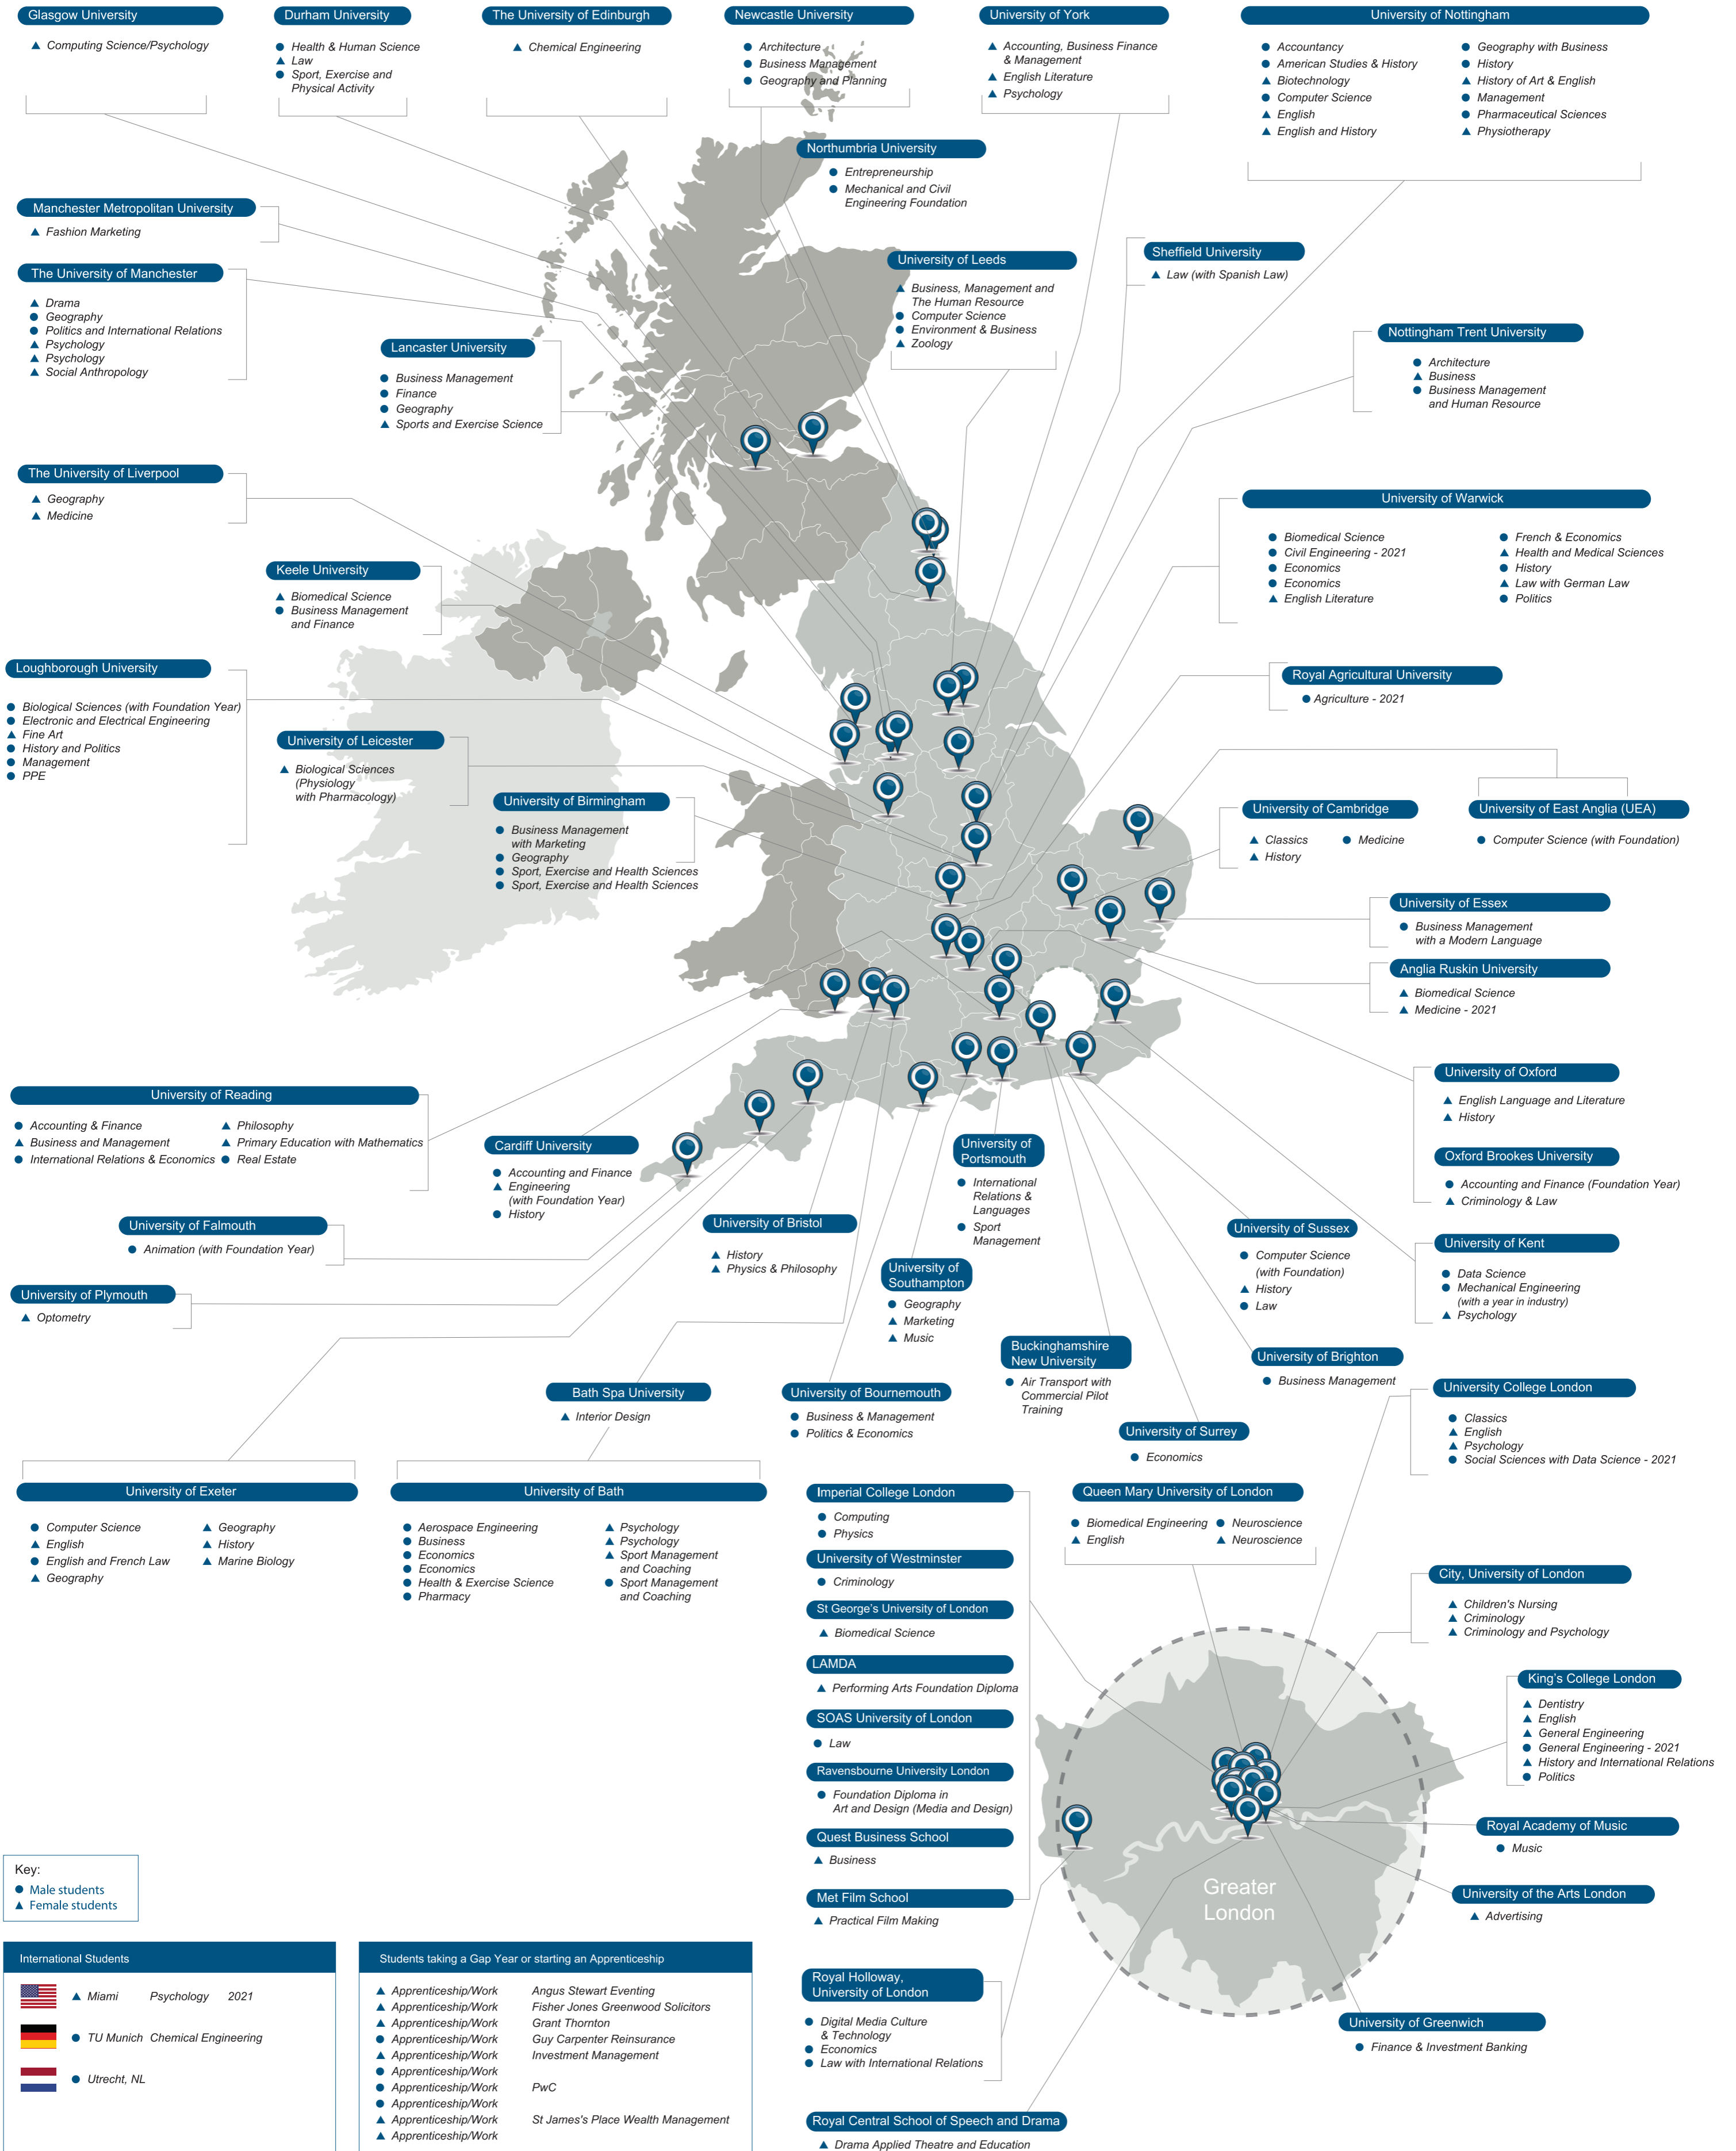 Glasgow University
Computing Science/Psychology
Durham University
Health & Human Science
Law
Sport, Exercise and
Physical Activity
The University of Edinburgh
Chemical Engineering
Newcastle University
Architecture
Business Management
Geography and Planning
University of York
Accounting, Business Finance
& Management
English Literature
Psychology
University of Nottingham
Accountancy
American Studies & History
Biotechnology
Computer Science
English
English and History
Geography with Business
History
History of Art & English
Management
Pharmaceutical Sciences
Physiotherapy
Northumbria University
Entrepreneurship
Mechanical and Civil
Engineering Foundation
Manchester Metropolitan University
Fashion Marketing
The University of Manchester
Drama
Geography
Politics and International Relations
Psychology
Psychology
Social Anthropology
Lancaster University
Business Management
Finance
Geography
Sports and Exercise Science
University of Leeds
Business, Management and
The Human Resource
Computer Science
Environment & Business
Zoology
Sheffield University
Law (with Spanish Law)
Nottingham Trent University
Architecture
Business
Business Management
and Human Resource
The University of Liverpool
Geography
Medicine
University of Warwick
Biomedical Science
Civil Engineering - 2021
Economics
Economics
English Literature
French & Economics
Health and Medical Sciences
History
Law with German Law
Politics
Keele University
Biomedical Science
Business Management
and Finance
Loughborough University
Biological Sciences (with Foundation Year)
Electronic and Electrical Engineering
Fine Art
History and Politics
Management
PPE
Royal Agricultural University
Agriculture - 2021
University of Leicester
Biological Sciences
(Physiology
with Pharmacology)
University of Birmingham
Business Management
with Marketing
Geography
Sport, Exercise and Health Sciences
Sport, Exercise and Health Sciences
University of Cambridge
Classics
History
Medicine
University of East Anglia (UEA)
Computer Science (with Foundation)
University of Essex
Business Management
with a Modern Language
Anglia Ruskin University
Biomedical Science
Medicine - 2021
University of Oxford
English Language and Literature
History
Oxford Brookes University
Accounting and Finance (Foundation Year)
Criminology & Law
University of Reading
Accounting & Finance
Business and Management
International Relations & Economics
Philosophy
Primary Education with Mathematics
Real Estate
Cardiff University
Accounting and Finance
Engineering
(with Foundation Year)
History
University of Portsmouth
International
Relations &
Languages
Sport
Management
University of Falmouth
Animation (with Foundation Year)
University of Bristol
History
Physics & Philosophy
University of Sussex
Computer Science
(with Foundation)
History
Law
University of Kent
Data Science
Mechanical Engineering
(with a year in industry)
Psychology
University of Plymouth
Optometry
University of
Southampton
Geography
Marketing
Music
Buckinghamshire
New University
Air Transport with
Commercial Pilot
Training
University of Brighton
Business Management
Bath Spa University
Interior Design
University of Bournemouth
Business & Management
Politics & Economics
University of Surrey
Economics
University College London
Classics
English
Psychology
Social Sciences with Data Science - 2021
University of Exeter
Computer Science
English
English and French Law
Geography
Geography
History
Marine Biology
University of Bath
Aerospace Engineering
Business
Economics
Economics
Health & Exercise Science
Pharmacy
Psychology
Psychology
Sport Management
and Coaching
Sport Management
and Coaching
Imperial College London
Computing
Physics
University of Westminster
Criminology
St George's University of London
Biomedical Science
LAMDA
Performing Arts Foundation Diploma
SOAS University of London
Law
Ravensbourne University London
Foundation Diploma in
Art and Design (Media and Design)
Quest Business School
Business
Met Film School
Practical Film Making
Queen Mary University of London
Biomedical Engineering
English
Neuroscience
Neuroscience
City, University of London
Children's Nursing
Criminology
Criminology and Psychology
King's College London
Dentistry
English
General Engineering
General Engineering - 2021
History and International Relations
Politics
Royal Academy of Music
Music
University of the Arts London
Advertising
Greater
London
Royal Holloway,
University of London
Digital Media Culture
& Technology
Economics
Law with International Relations
University of Greenwich
Finance & Investment Banking
Royal Central School of Speech and Drama
Drama Applied Theatre and Education
Key:
Male students
Female students
International Students
Miami Psychology 2021
TU Munich Chemical Engineering
Utrecht, NL
Students taking a Gap Year or starting an Apprenticeship
Apprenticeship/Work Angus Stewart Eventing
Apprenticeship/Work Fisher Jones Greenwood Solicitors
Apprenticeship/Work Grant Thornton
Apprenticeship/Work Guy Carpenter Reinsurance
Apprenticeship/Work Investment Management
Apprenticeship/Work
Apprenticeship/Work PwC
Apprenticeship/Work
Apprenticeship/Work St James's Place Wealth Management
Apprenticeship/Work